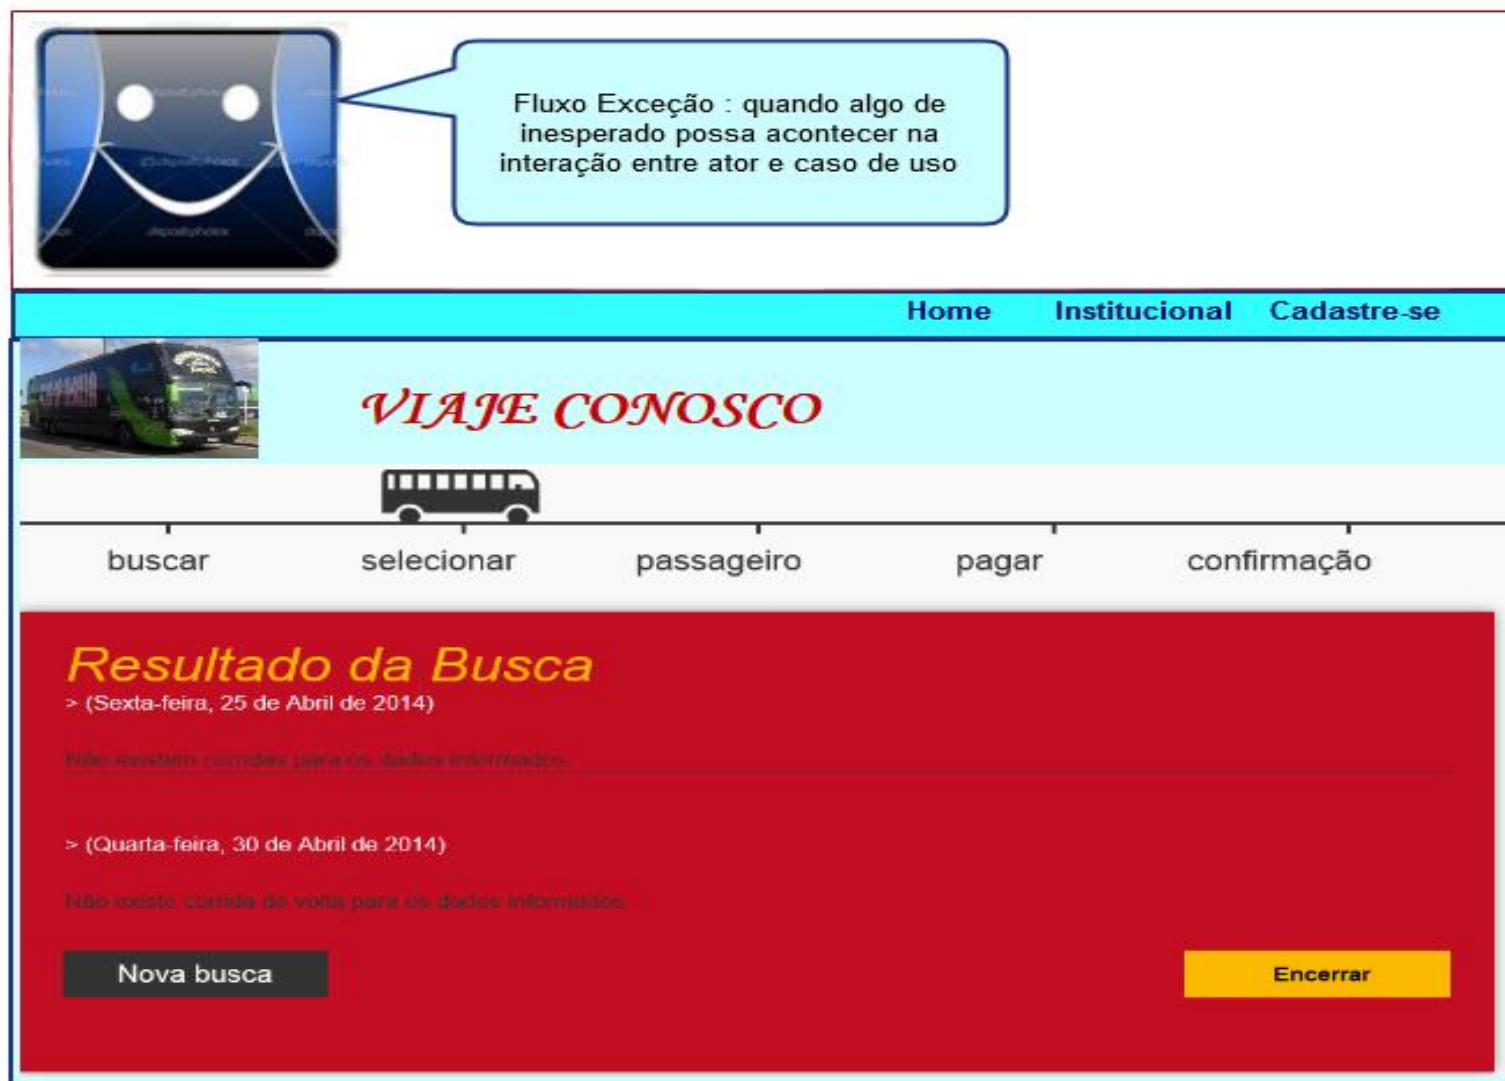 Fluxo Exceção : quando algo de
inesperado possa acontecer na
interação entre ator e caso de uso
Home Institucional Cadastre-se
VIAJE CONOSCO
buscar selecionar passageiro pagar confirmação
Resultado da Busca
> (Sexta-feira, 25 de Abril de 2014)
Não existem corridas para os dados informados.
> (Quarta-feira, 30 de Abril de 2014)
Não existe corrida de volta para os dados informados.
Nova busca Encerrar